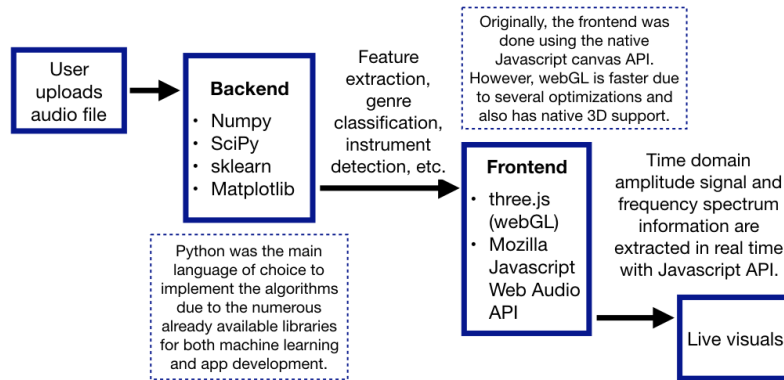 User
uploads
audio file
Backend
• Numpy
• SciPy
• sklearn
• Matplotlib
Python was the main
language of choice to
implement the algorithms
due to the numerous
already available libraries
for both machine learning
and app development.
Feature
extraction,
genre
classification,
instrument
detection, etc.
Originally, the frontend was
done using the native
Javascript canvas API.
However, webGL is faster due
to several optimizations and
also has native 3D support.
Frontend
• three.js
(webGL)
• Mozilla
Javascript
Web Audio
API
Time domain
amplitude signal and
frequency spectrum
information are
extracted in real time
with Javascript API.
Live visuals